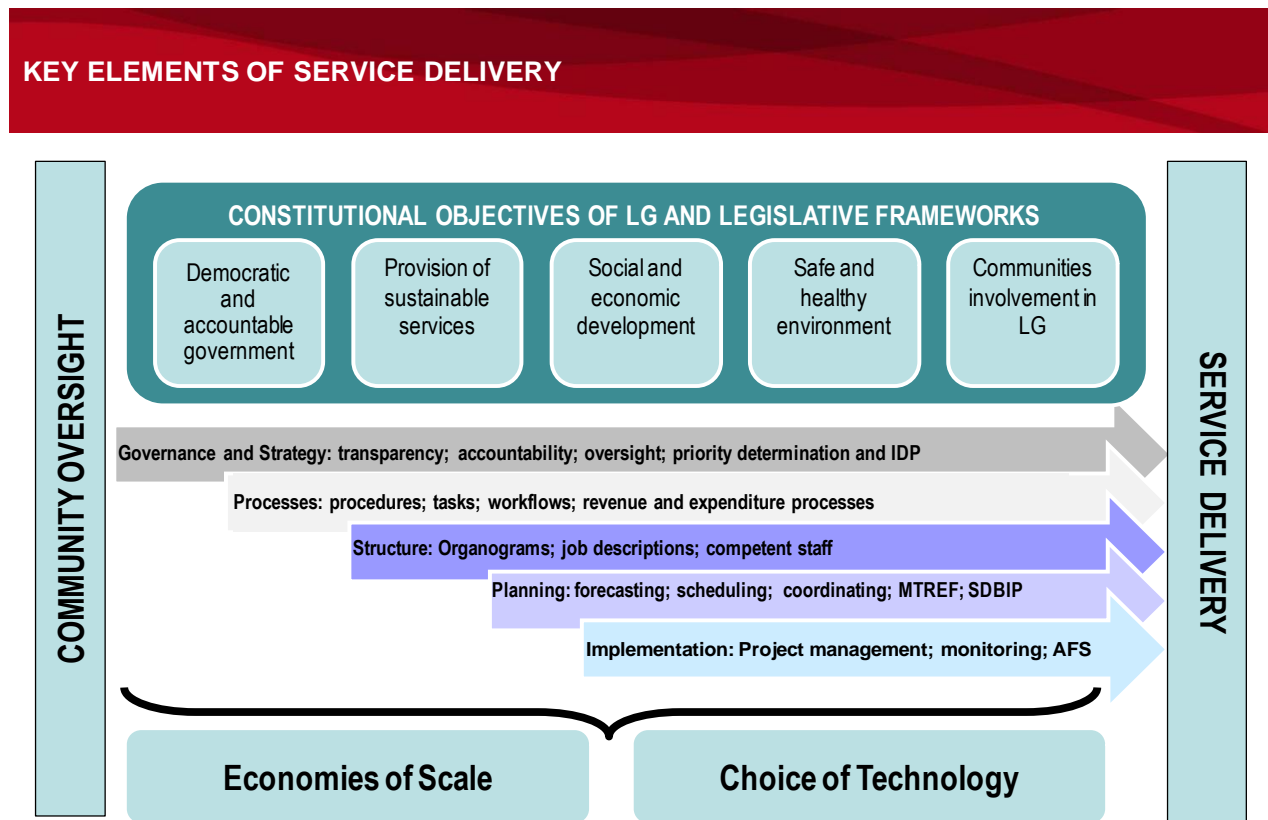 KEY ELEMENTS OF SERVICE DELIVERY
COMMUNITY OVERSIGHT
CONSTITUTIONAL OBJECTIVES OF LG AND LEGISLATIVE FRAMEWORKS
Democratic
and
accountable
government
Provision of
sustainable
services
Social and
economic
development
Safe and
healthy
environment
Communities
involvement in
LG
Governance and Strategy: transparency; accountability; oversight; priority determination and IDP
Processes: procedures; tasks; workflows; revenue and expenditure processes
Structure: Organograms; job descriptions; competent staff
Planning: forecasting; scheduling; coordinating; MTREF; SDBIP
Implementation: Project management; monitoring; AFS
Economies of Scale
Choice of Technology
SERVICE DELIVERY